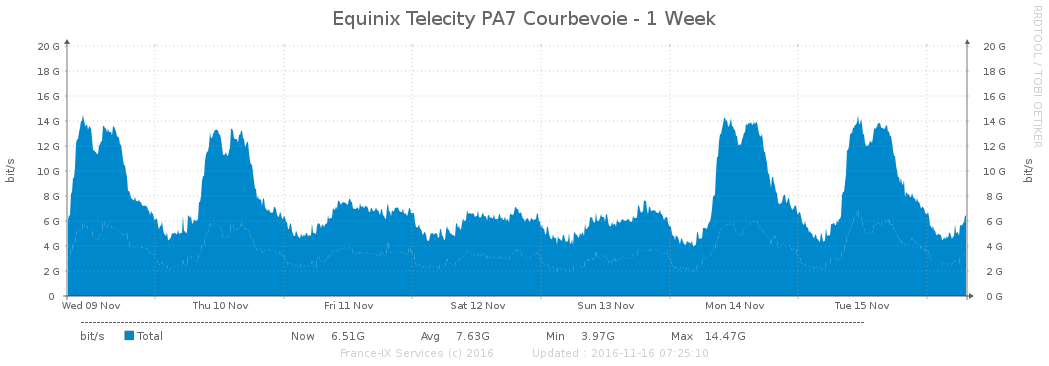 Equinix Telecity PA7 Courbevoie - 1 Week
RRDTOOL / TOBI OETIKER
20 G 20 G
18 G 18 G
16 G 16 G
14 G 14 G
12 G 12 G
10 G 10 G
8 G 8 G
6 G 6 G
4 G 4 G
2 G 2 G
0 0 G
bit/s
bit/s
Wed 09 Nov Thu 10 Nov Fri 11 Nov Sat 12 Nov Sun 13 Nov Mon 14 Nov Tue 15 Nov
bit/s Total Now 6.51G Avg 7.63G Min 3.97G Max 14.47G
France-IX Services (c) 2016 Updated : 2016-11-16 07:25:10